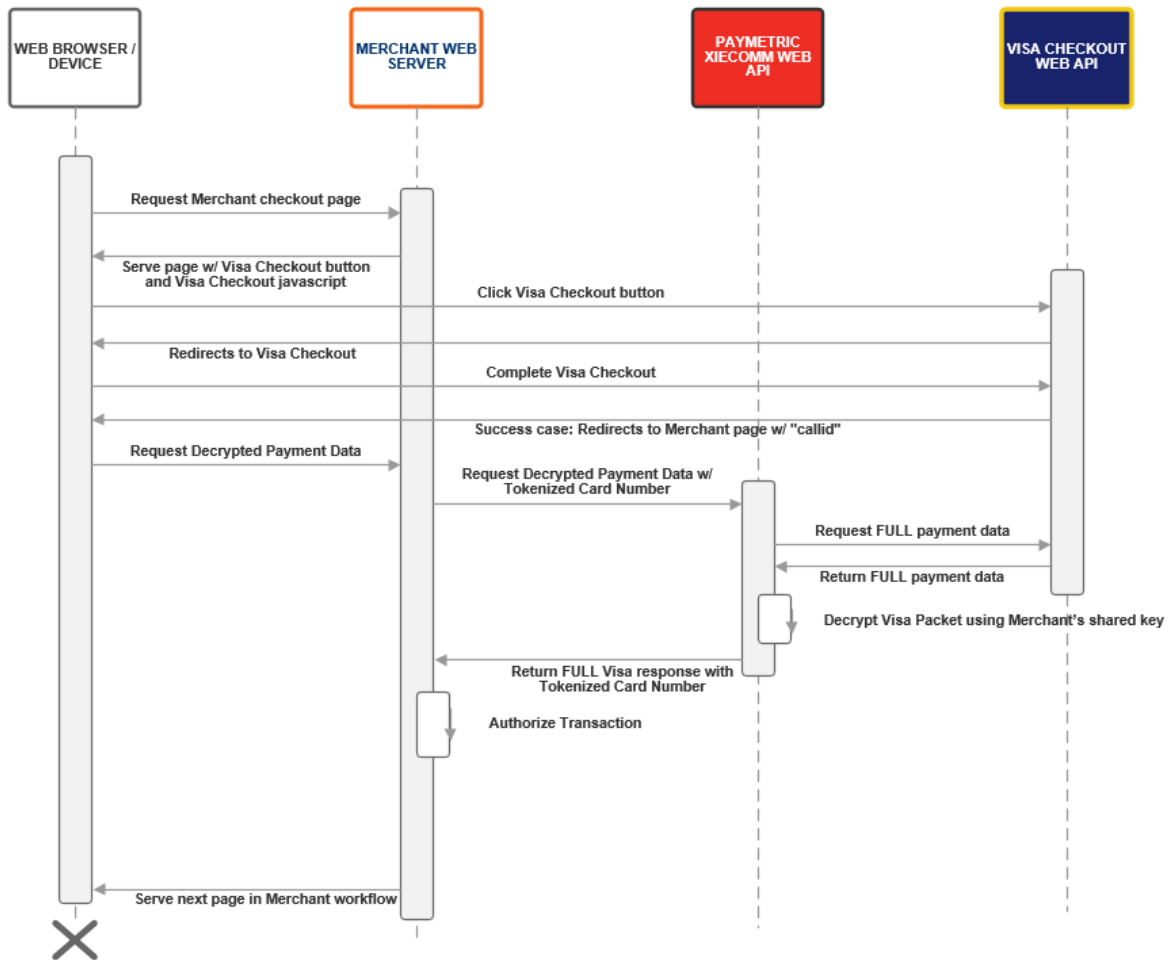 WEB BROWSER /
DEVICE
MERCHANT WEB
SERVER
PAYMETRIC
XIECOMM WEB
API
VISA CHECKOUT
WEB API
Request Merchant checkout page
Serve page w/ Visa Checkout button
and Visa Checkout javascript
Click Visa Checkout button
Redirects to Visa Checkout
Complete Visa Checkout
Success case: Redirects to Merchant page w/ "callid"
Request Decrypted Payment Data
Request Decrypted Payment Data w/
Tokenized Card Number
Request FULL payment data
Return FULL payment data
Decrypt Visa Packet using Merchant's shared key
Return FULL Visa response with
Tokenized Card Number
Authorize Transaction
Serve next page in Merchant workflow